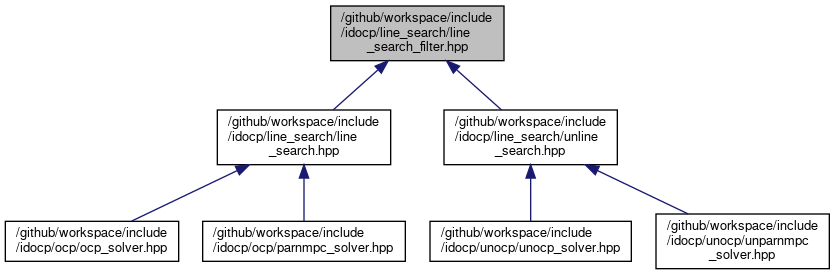 /github/workspace/include
/idocp/line_search/line
_search_filter.hpp
/github/workspace/include
/idocp/line_search/line
_search.hpp
/github/workspace/include
/idocp/line_search/unline
_search.hpp
/github/workspace/include
/idocp/ocp/ocp_solver.hpp
/github/workspace/include
/idocp/ocp/parnmpc_solver.hpp
/github/workspace/include
/idocp/unocp/unocp_solver.hpp
/github/workspace/include
/idocp/unocp/unparnmpc
_solver.hpp